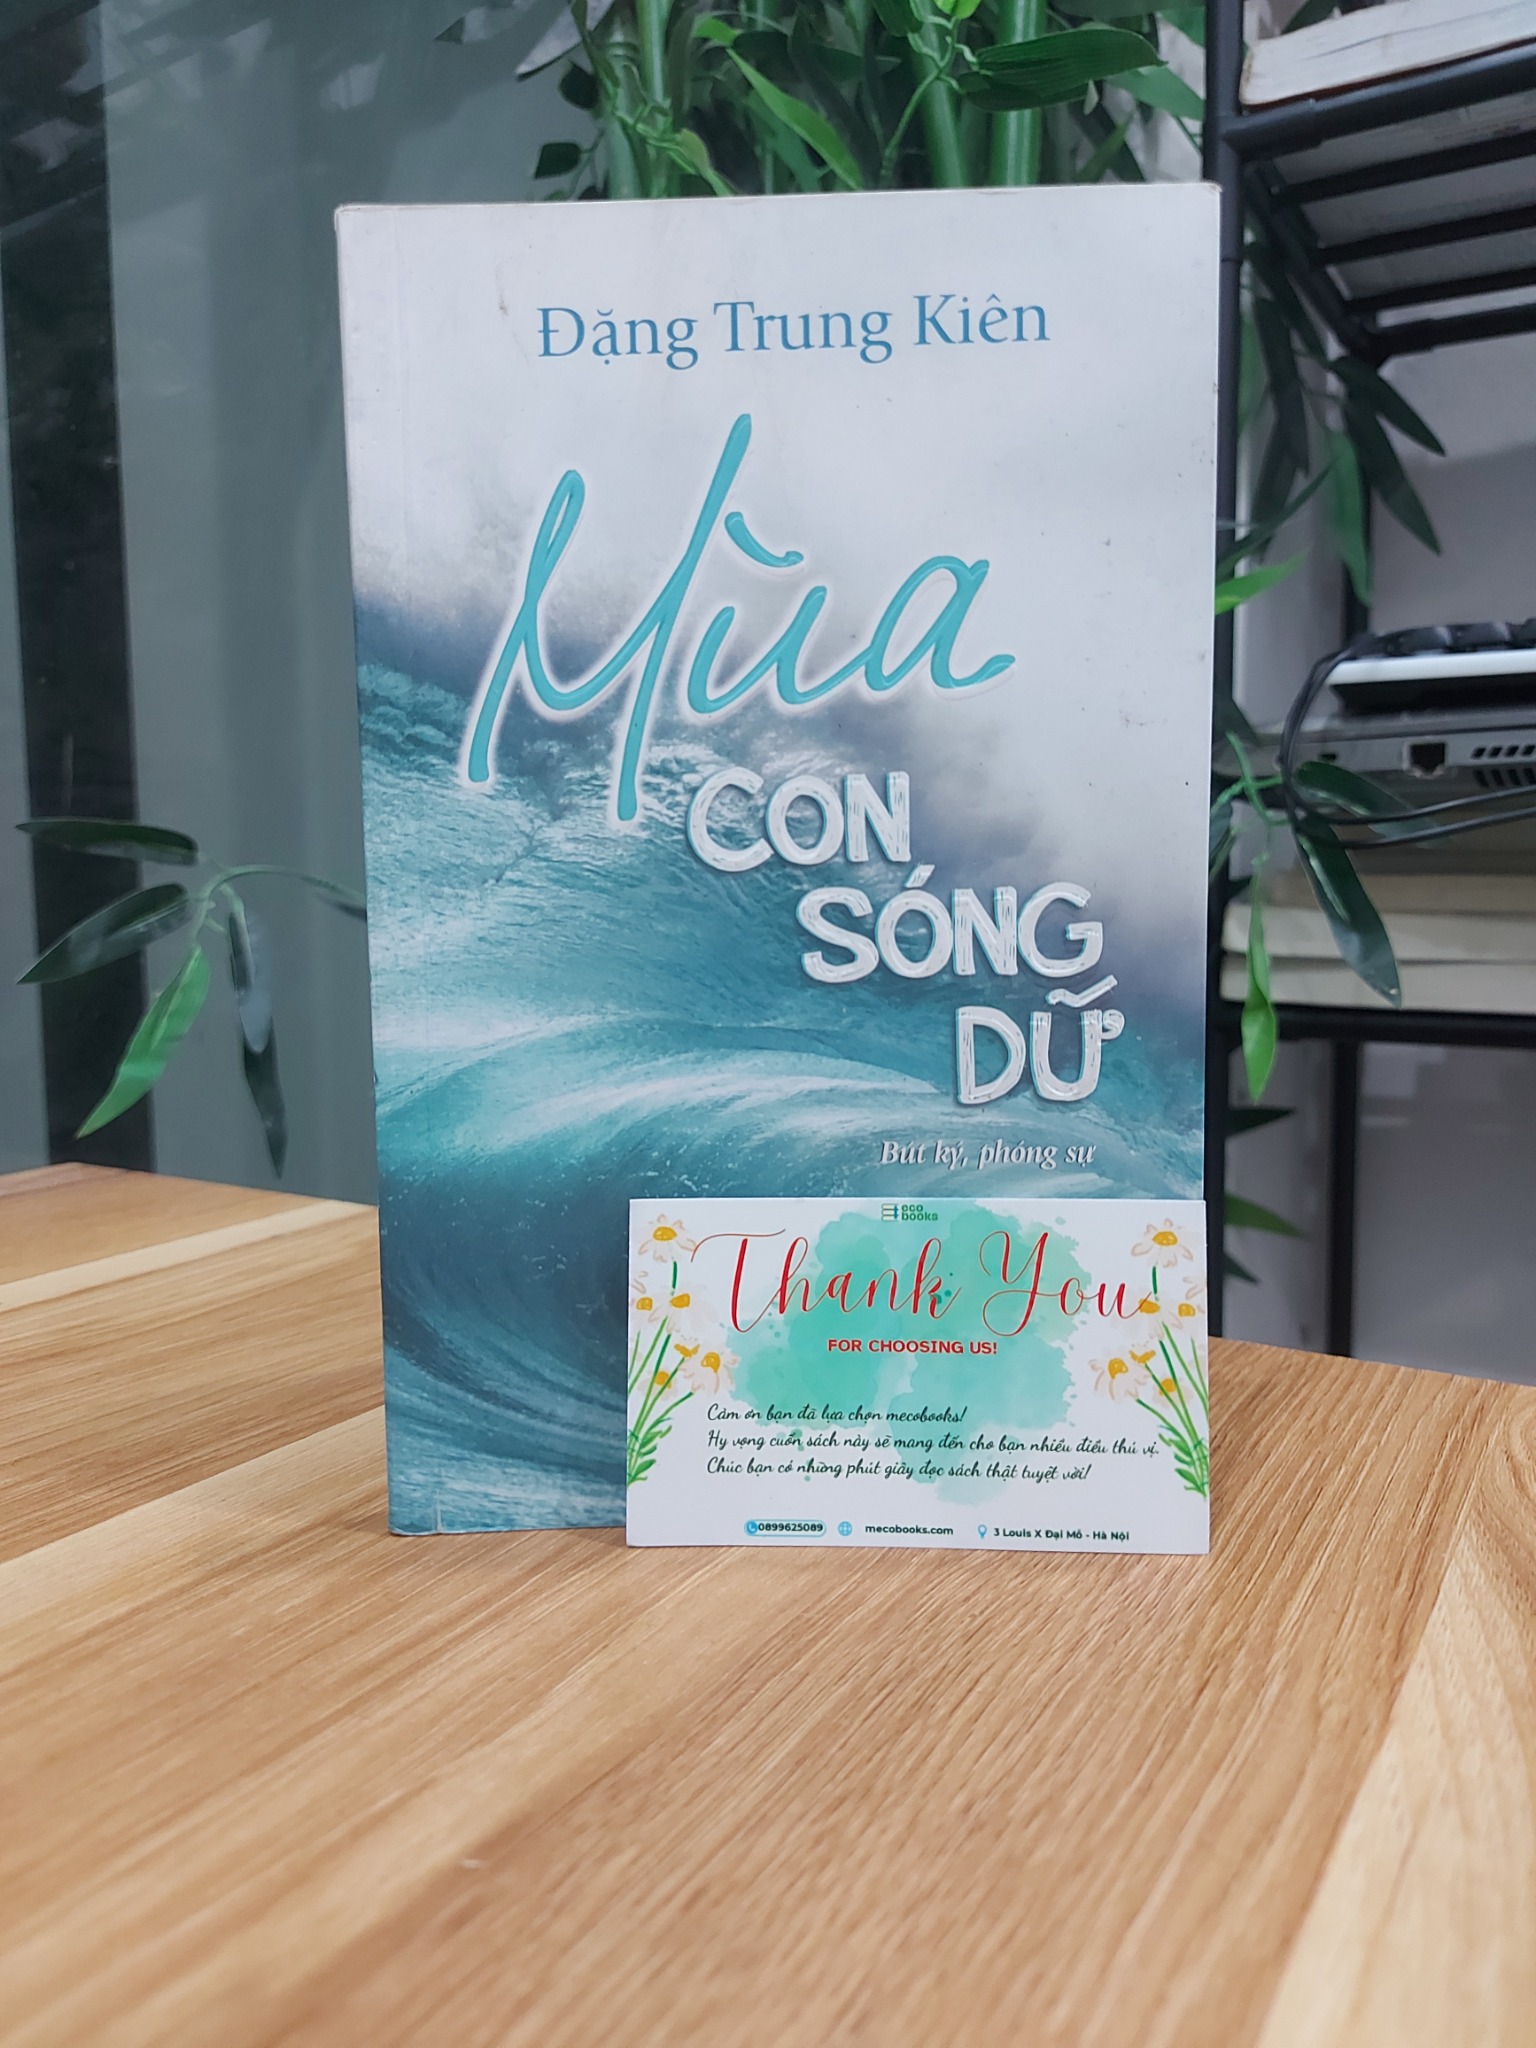 Đặng Trung Kiên
Mùa
CON
SÓNG
DỮ
Bút ký, phóng sự
eco
books
Thank You
FOR CHOOSING US!
Cảm ơn bạn đã lựa chọn mecobooks!
Hy vọng cuốn sách này sẽ mang đến cho bạn nhiều điều thú vị.
Chúc bạn có những phút giây đọc sách thật tuyệt vời!
0899625089 mecobooks.com 3 Louis X Đại Mỗ - Hà Nội